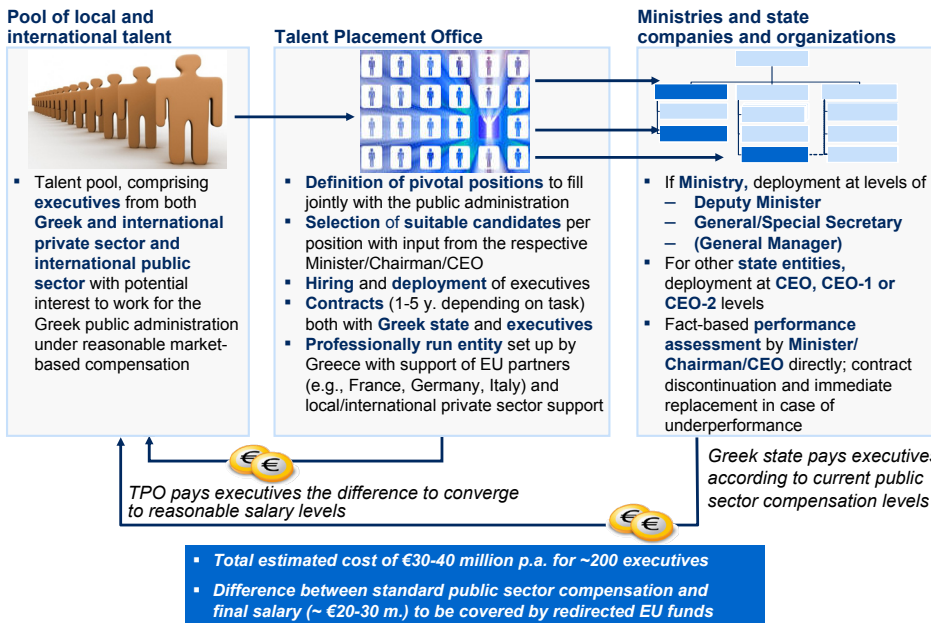 Pool of local and
international talent
▪ Talent pool, comprising
executives from both
Greek and international
private sector and
international public
sector with potential
interest to work for the
Greek public administration
under reasonable market-
based compensation
Talent Placement Office
▪ Definition of pivotal positions to fill
jointly with the public administration
▪ Selection of suitable candidates per
position with input from the respective
Minister/Chairman/CEO
▪ Hiring and deployment of executives
▪ Contracts (1-5 y. depending on task)
both with Greek state and executives
▪ Professionally run entity set up by
Greece with support of EU partners
(e.g., France, Germany, Italy) and
local/international private sector support
Ministries and state
companies and organizations
▪ If Ministry, deployment at levels of
– Deputy Minister
– General/Special Secretary
– (General Manager)
▪ For other state entities,
deployment at CEO, CEO-1 or
CEO-2 levels
▪ Fact-based performance
assessment by Minister/
Chairman/CEO directly; contract
discontinuation and immediate
replacement in case of
underperformance
€ €
TPO pays executives the difference to converge
to reasonable salary levels
€ €
Greek state pays executives
according to current public
sector compensation levels
▪ Total estimated cost of €30-40 million p.a. for ~200 executives
▪ Difference between standard public sector compensation and
final salary (~ €20-30 m.) to be covered by redirected EU funds